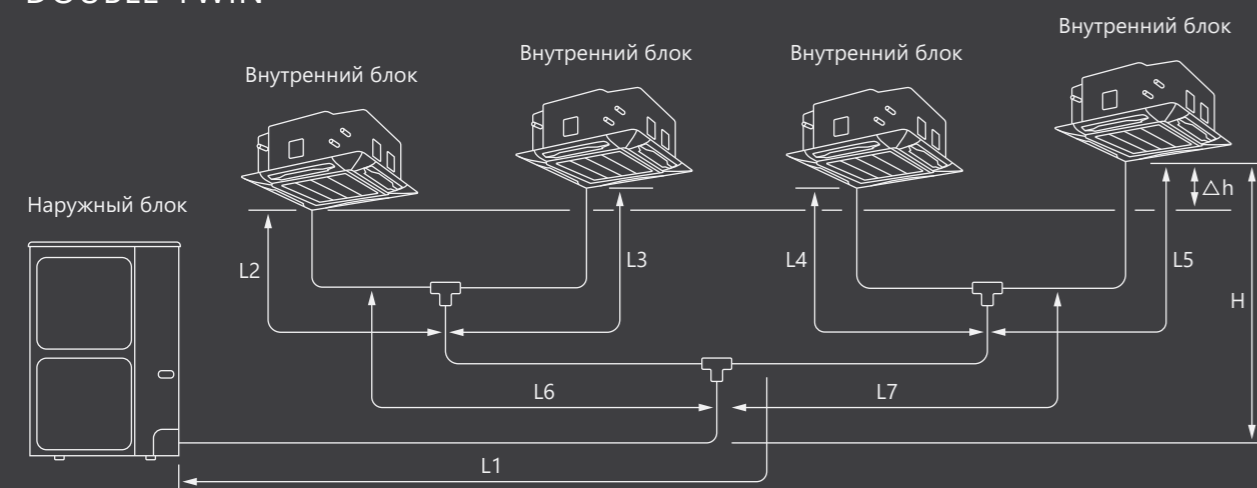 DOUBLE TWIN
Внутренний блок
Внутренний блок
Внутренний блок
Внутренний блок
Наружный блок
△h
L2
L3
L4
L5
H
L6
L7
L1